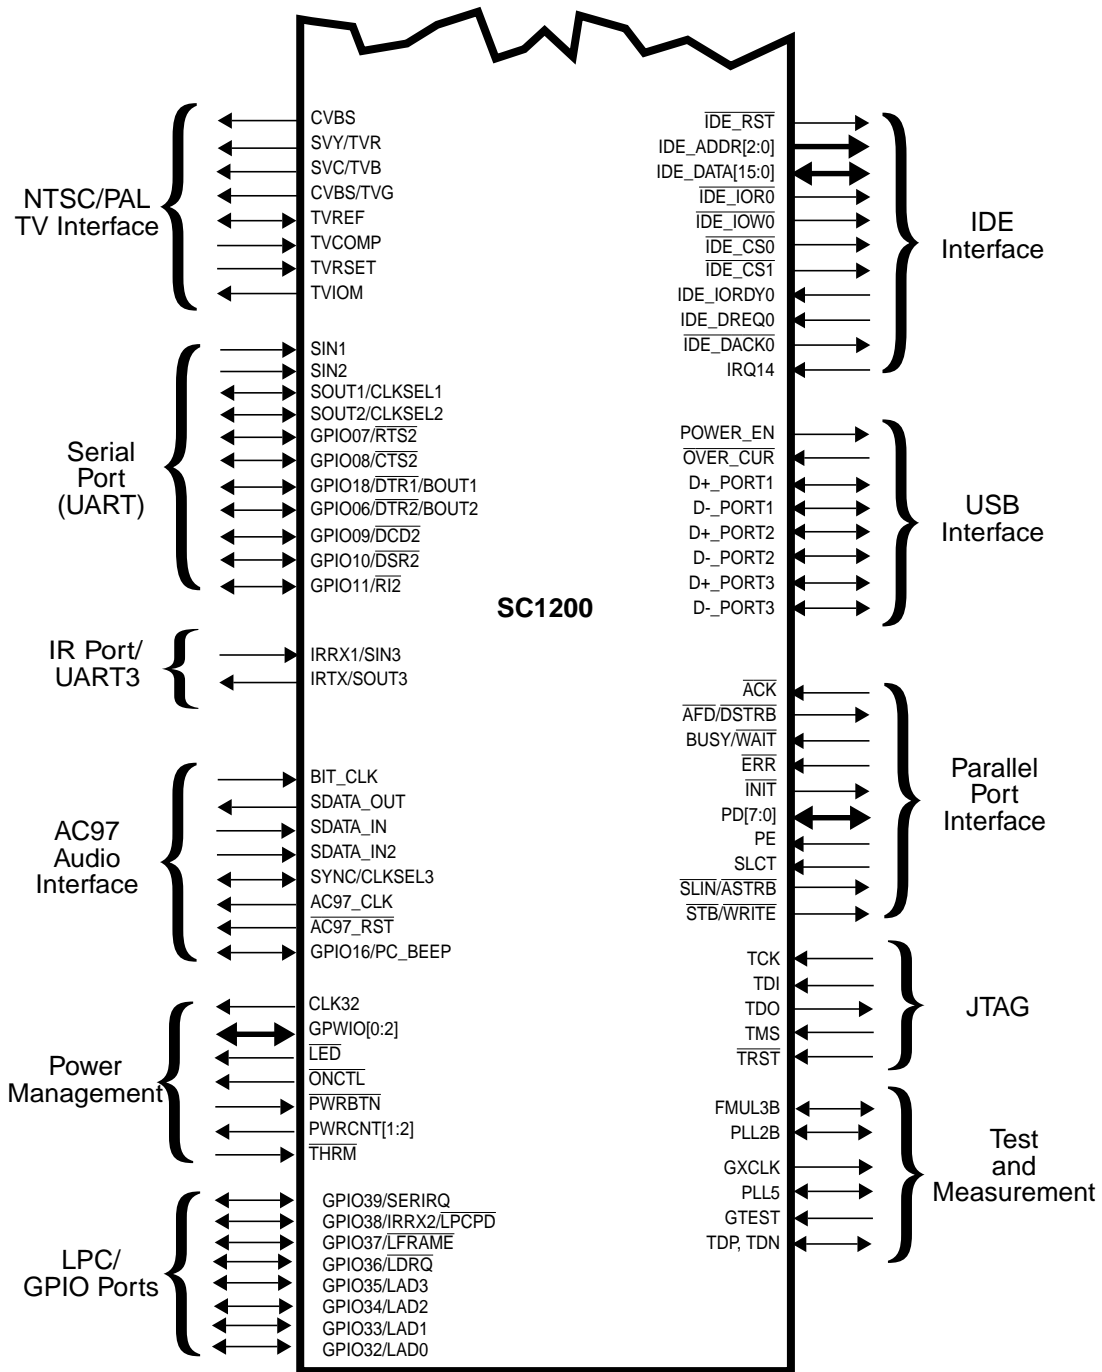 NTSC/PAL
TV Interface
CVBS
SVY/TVR
SVC/TVB
CVBS/TVG
TVREF
TVCOMP
TVRSET
TVIOM
Serial
Port
(UART)
SIN1
SIN2
SOUT1/CLKSEL1
SOUT2/CLKSEL2
GPIO07/RTS2
GPIO08/CTS2
GPIO18/DTR1/BOUT1
GPIO06/DTR2/BOUT2
GPIO09/DCD2
GPIO10/DSR2
GPIO11/RI2
IR Port/
UART3
IRRX1/SIN3
IRTX/SOUT3
AC97
Audio
Interface
BIT_CLK
SDATA_OUT
SDATA_IN
SDATA_IN2
SYNC/CLKSEL3
AC97_CLK
AC97_RST
GPIO16/PC_BEEP
Power
Management
CLK32
GPWIO[0:2]
LED
ONCTL
PWRBTN
PWRCNT[1:2]
THRM
LPC/
GPIO Ports
GPIO39/SERIRQ
GPIO38/IRRX2/LPCPD
GPIO37/LFRAME
GPIO36/LDRQ
GPIO35/LAD3
GPIO34/LAD2
GPIO33/LAD1
GPIO32/LAD0
SC1200
IDE_RST
IDE_ADDR[2:0]
IDE_DATA[15:0]
IDE_IOR0
IDE_IOW0
IDE_CS0
IDE_CS1
IDE_IORDY0
IDE_DREQ0
IDE_DACK0
IRQ14
IDE
Interface
POWER_EN
OVER_CUR
D+_PORT1
D-_PORT1
D+_PORT2
D-_PORT2
D+_PORT3
D-_PORT3
USB
Interface
ACK
AFD/DSTRB
BUSY/WAIT
ERR
INIT
PD[7:0]
PE
SLCT
SLIN/ASTRB
STB/WRITE
Parallel
Port
Interface
TCK
TDI
TDO
TMS
TRST
JTAG
FMUL3B
PLL2B
GXCLK
PLL5
GTEST
TDP, TDN
Test
and
Measurement